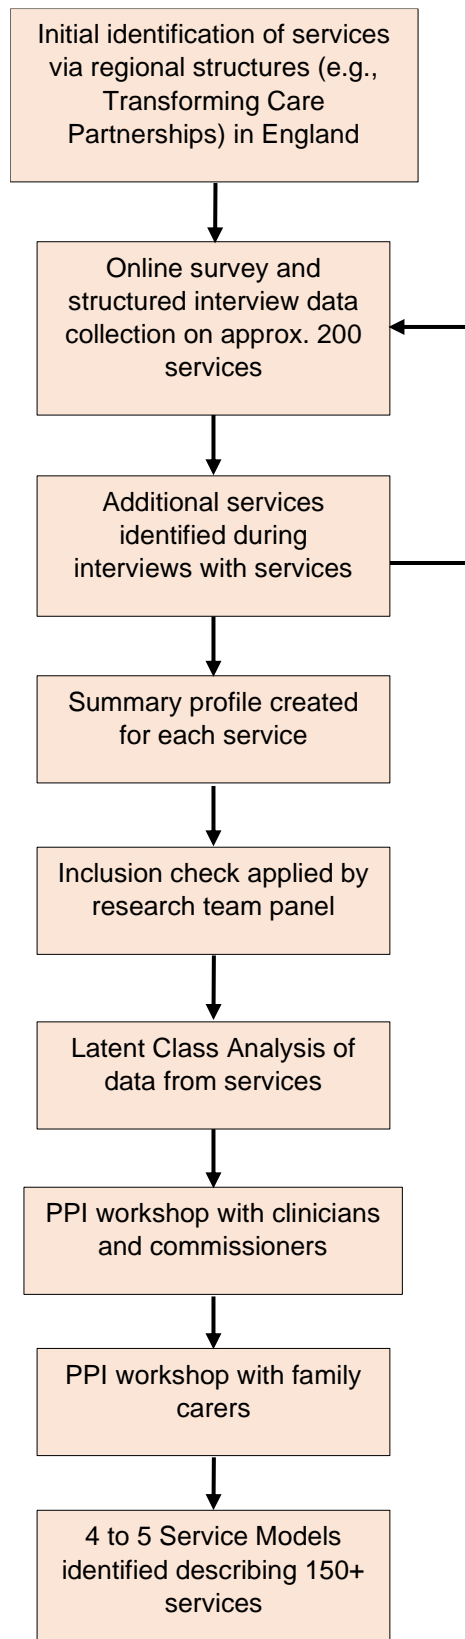 Initial identification of services
via regional structures (e.g.,
Transforming Care
Partnerships) in England
Online survey and
structured interview data
collection on approx. 200
services
Additional services
identified during
interviews with services
Summary profile created
for each service
Inclusion check applied by
research team panel
Latent Class Analysis of
data from services
PPI workshop with clinicians
and commissioners
PPI workshop with family
carers
4 to 5 Service Models
identified describing 150+
services